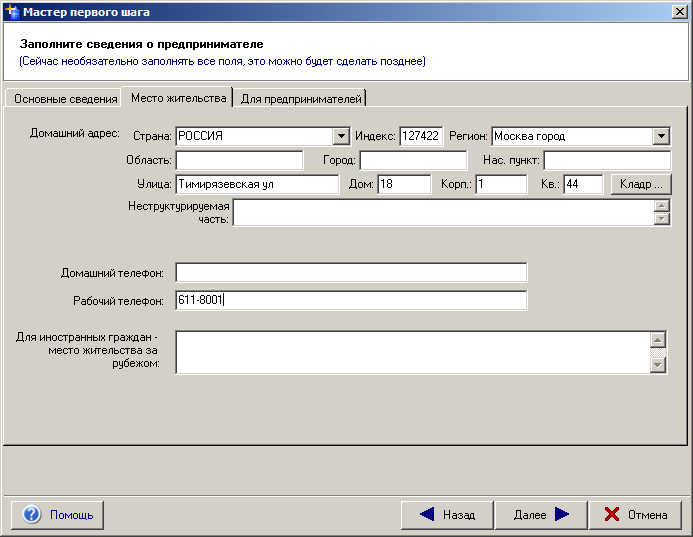 Мастер первого шага
Заполните сведения о предпринимателе
(Сейчас необязательно заполнять все поля, это можно будет сделать позднее)
Основные сведения Место жительства Для предпринимателей
Домашний адрес: Страна: РОССИЯ Индекс: 127422 Регион: Москва город
Область: Город: Нас. пункт:
Улица: Тимирязевская ул Дом: 18 Корп.: 1 Кв.: 44 Кладр ...
Неструктурируемая
часть:
Домашний телефон:
Рабочий телефон: 611-8001
Для иностранных граждан -
место жительства за
рубежом:
Помощь Назад Далее Отмена